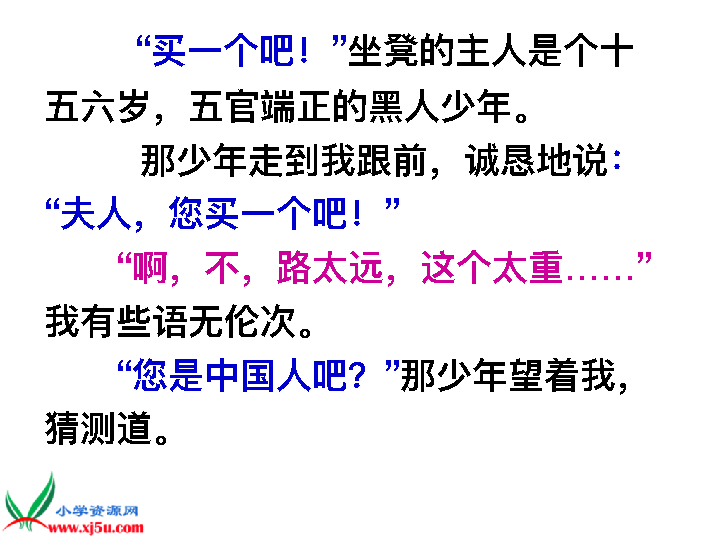 “买一个吧！”坐凳的主人是个十
五六岁，五官端正的黑人少年。
那少年走到我跟前，诚恳地说：
“夫人，您买一个吧！”
“啊，不，路太远，这个太重……”
我有些语无伦次。
“您是中国人吧？”那少年望着我，
猜测道。
小学资源网
www.xj5u.com